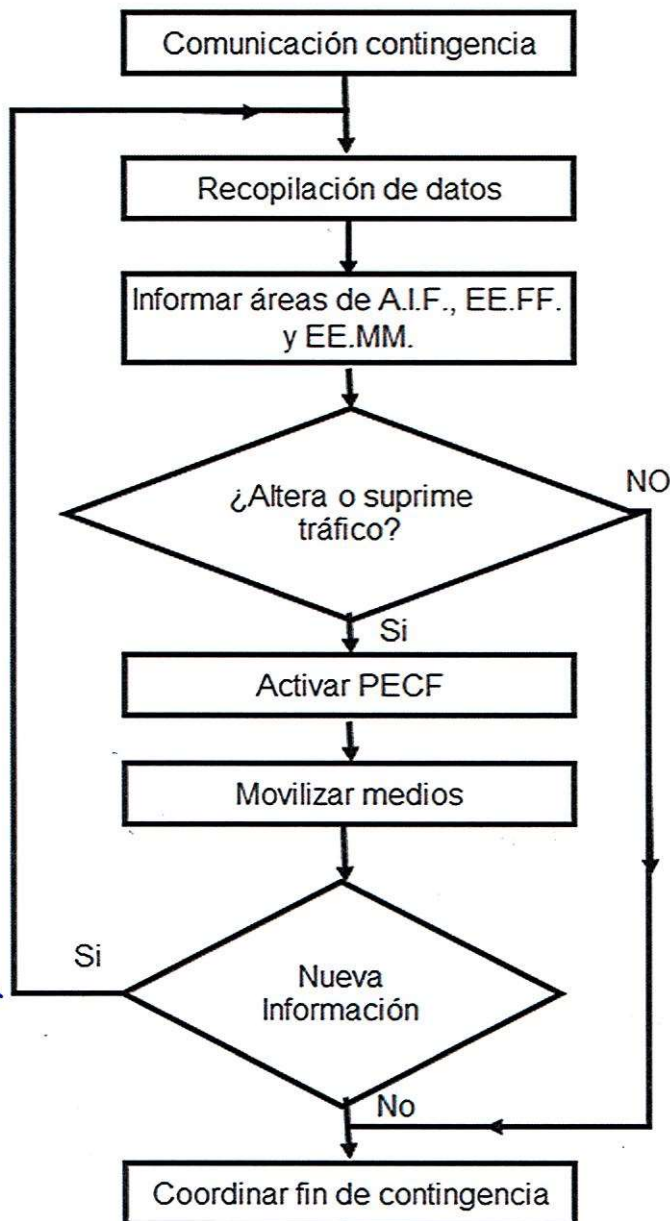 Comunicación contingencia
Recopilación de datos
Informar áreas de A.I.F., EE.FF.
y EE.MM.
¿Altera o suprime
tráfico?
NO
Si
Activar PECF
Movilizar medios
Si
Nueva
Información
No
Coordinar fin de contingencia